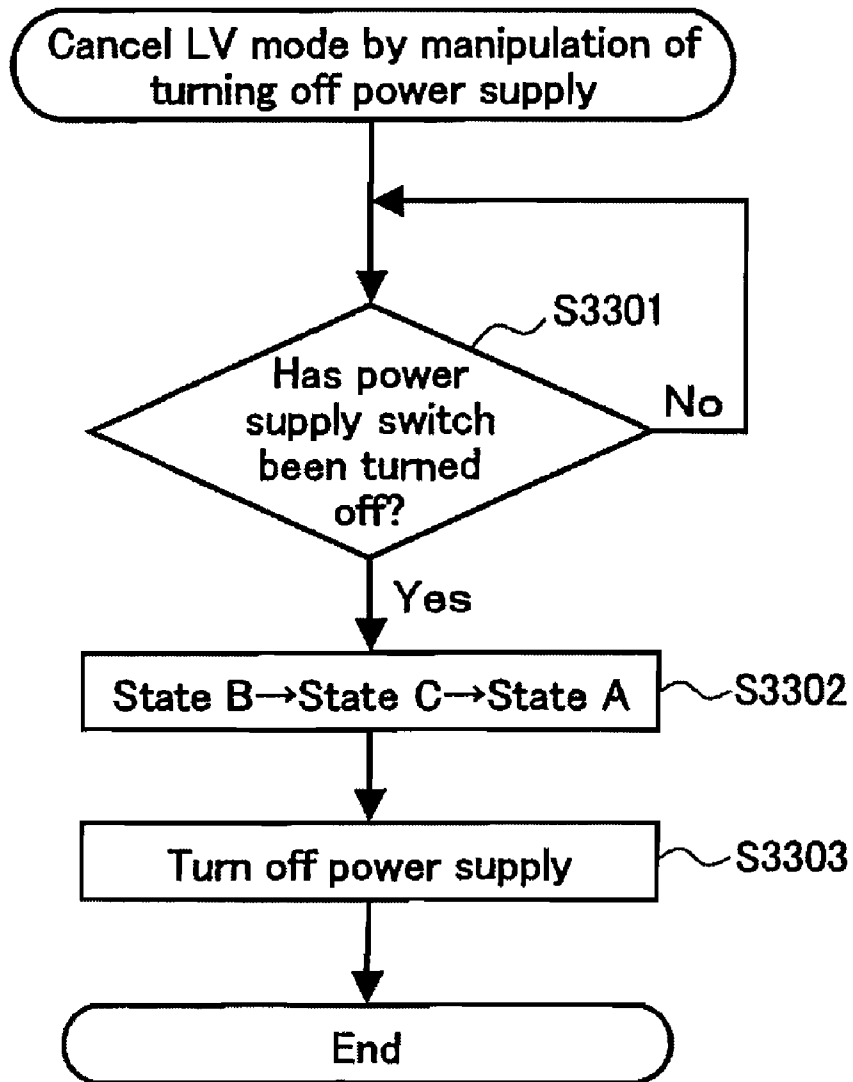 Cancel LV mode by manipulation of
turning off power supply
S3301
Has power
supply switch
been turned
off?
No
Yes
State B→State C→State A
S3302
Turn off power supply
S3303
End